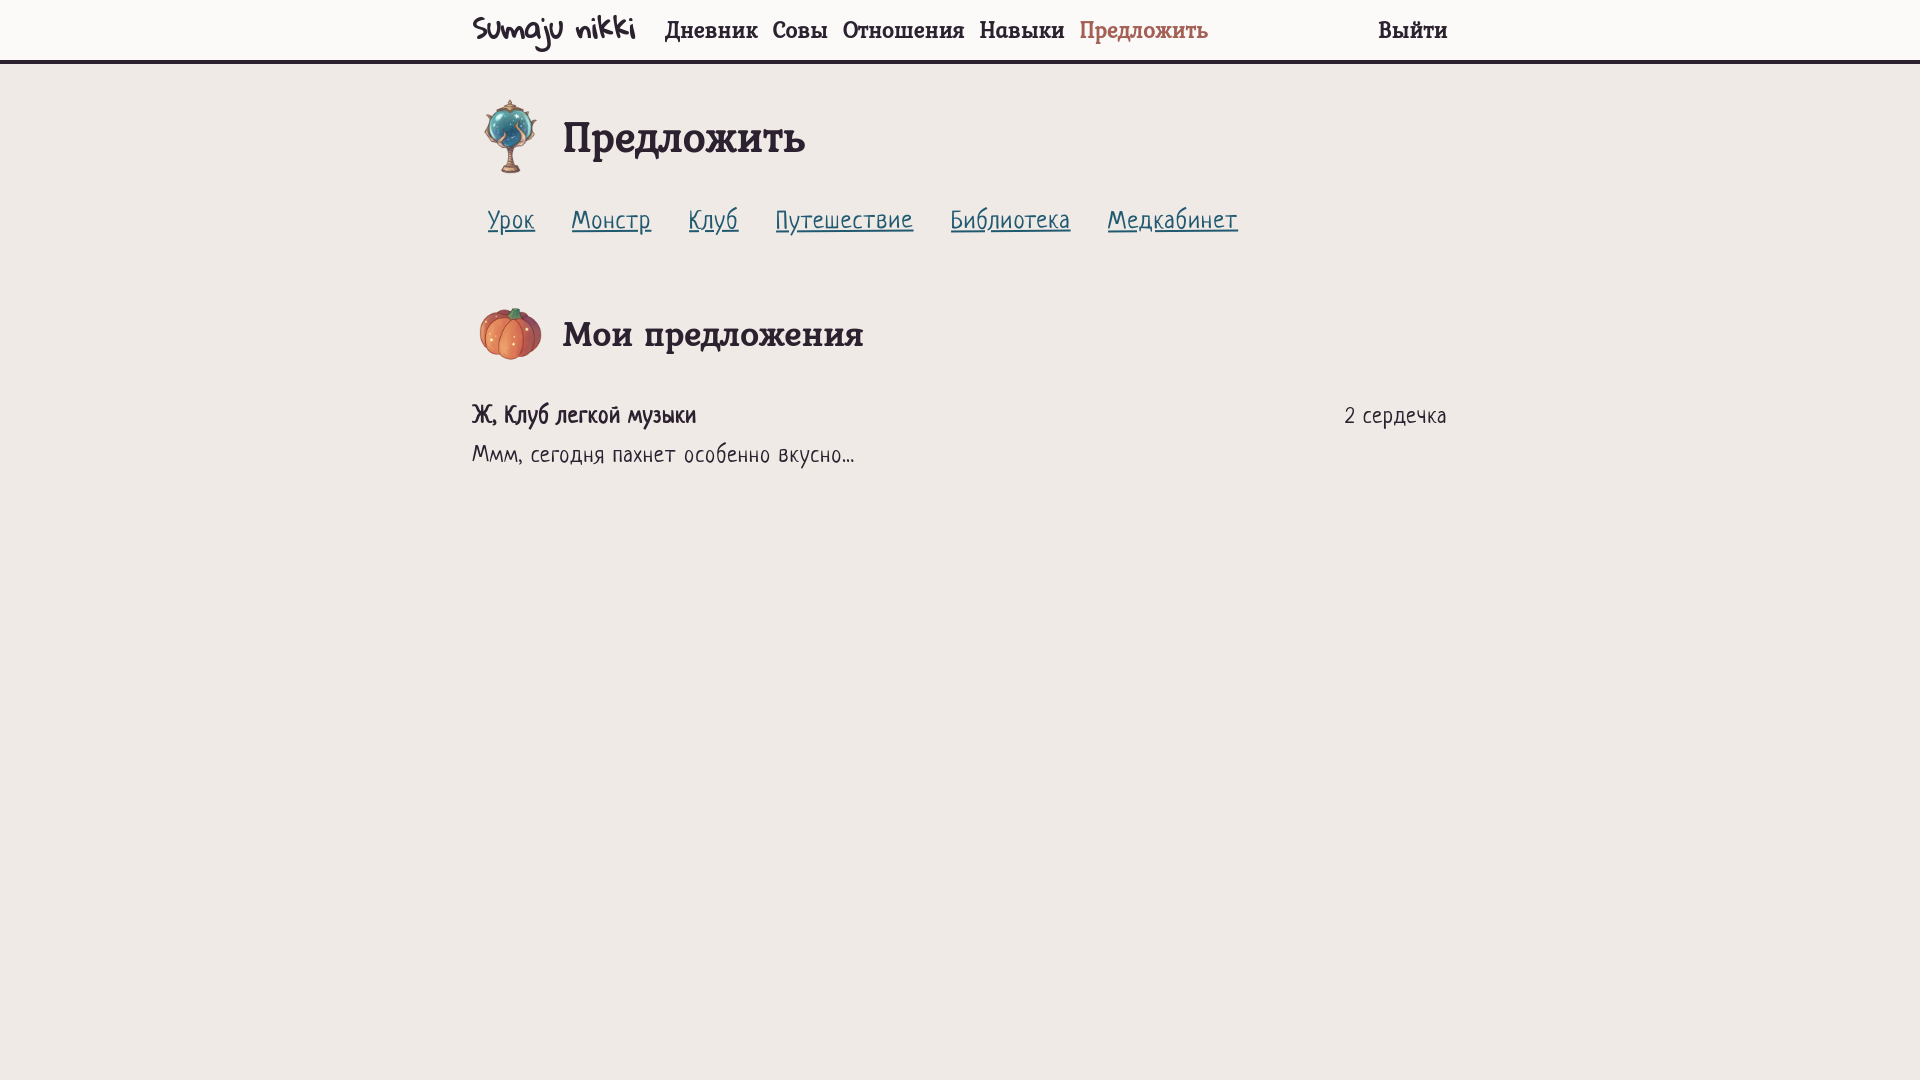 Sumaju nikki Дневник Совы Отношения Навыки Предложить Выйти
Предложить
Урок Монстр Клуб Путешествие Библиотека Медкабинет
Мои предложения
Ж, Клуб легкой музыки 2 сердечка
Ммм, сегодня пахнет особенно вкусно...